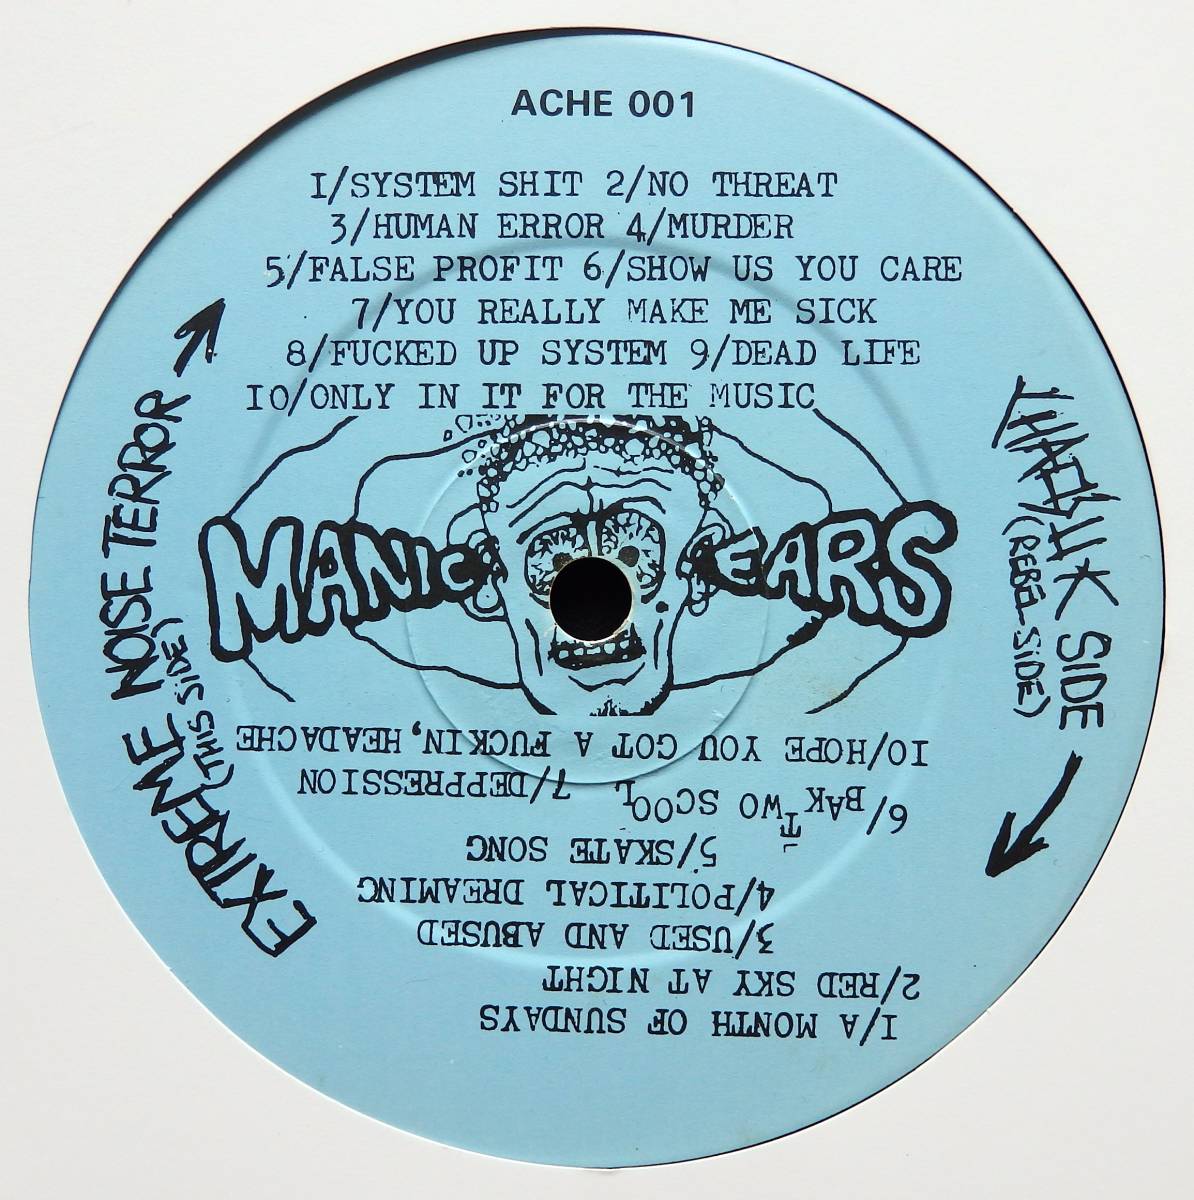 ACHE 001
1/SYSTEM SHIT 2/NO THREAT
3/HUMAN ERROR 4/MURDER
5/FALSE PROFIT 6/SHOW US YOU CARE
7/YOU REALLY MAKE ME SICK
8/FUCKED UP SYSTEM 9/DEAD LIFE
10/ONLY IN IT FOR THE MUSIC
MANIC EARS
EXTREME NOISE TERROR
(THIS SIDE)
SIDE
SIDE)
1/A MONTH OF SUNDAYS
2/RED SKY AT NIGHT
3/USED AND ABUSED
4/POLITICAL DREAMING
5/SKATE SONG
6/BAK TWO SCOOL 7/DEPPRESSION
10/HOPE YOU GOT A FUCKIN, HEADACHE